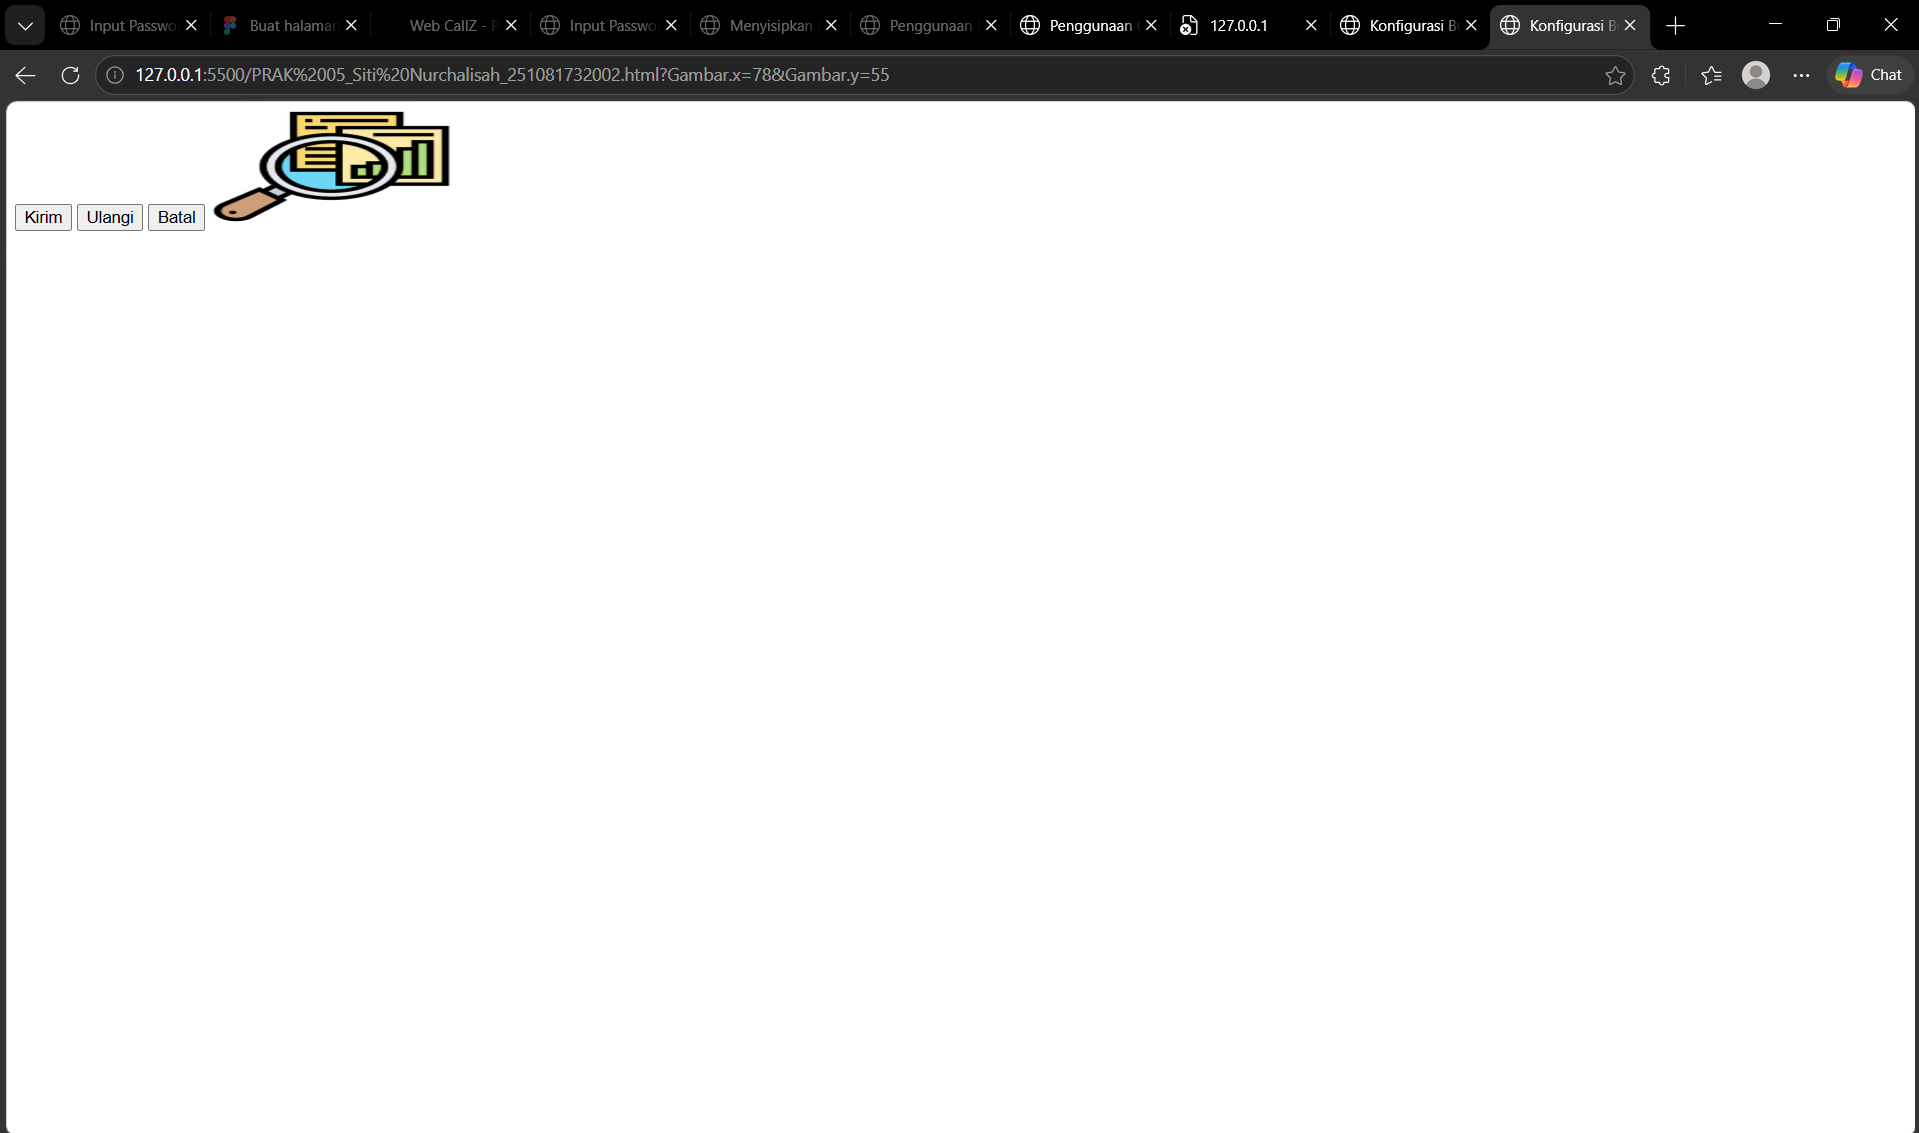 Input Passwo
Buat halaman
Web CallZ - P
Input Passwo
Menyisipkan
Penggunaan
Penggunaan
127.0.0.1
Konfigurasi B
Konfigurasi B
127.0.0.1:5500/PRAK%2005_Siti%20Nurchalisah_251081732002.html?Gambar.x=78&Gambar.y=55
Chat
Kirim
Ulangi
Batal